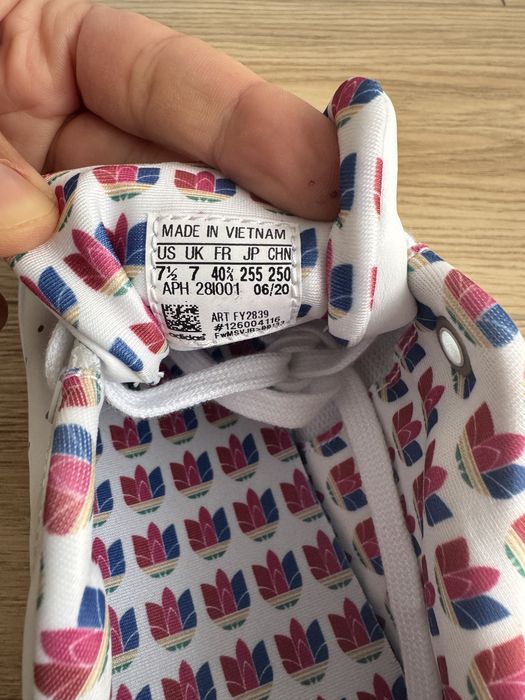 MADE IN VIETNAM
US UK FR JP CHN
7½ 7 40⅔ 255 250
APH 28I001 06/20
ART FY2839
#126004116
adidas